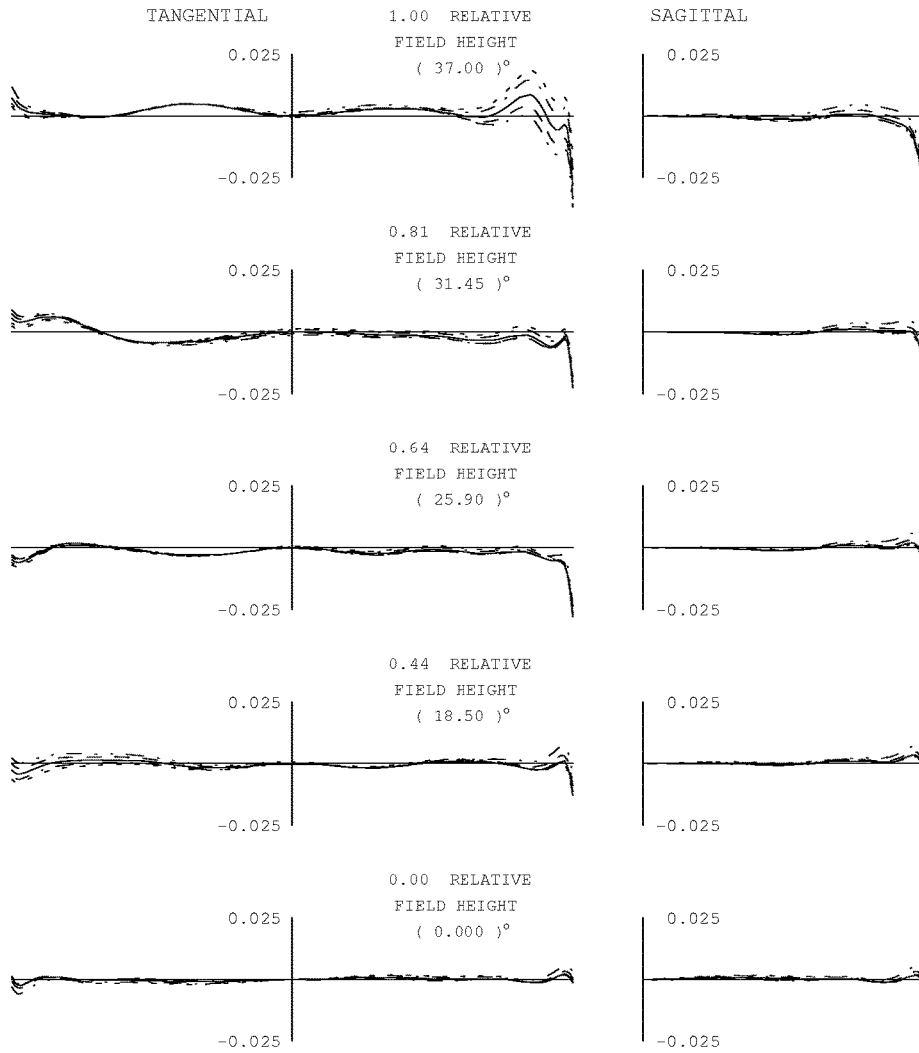 TANGENTIAL 1.00 RELATIVE SAGITTAL
FIELD HEIGHT
0.025 ( 37.00 )° 0.025
-0.025 -0.025
0.81 RELATIVE
FIELD HEIGHT
0.025 ( 31.45 )° 0.025
-0.025 -0.025
0.64 RELATIVE
FIELD HEIGHT
0.025 ( 25.90 )° 0.025
-0.025 -0.025
0.44 RELATIVE
FIELD HEIGHT
0.025 ( 18.50 )° 0.025
-0.025 -0.025
0.00 RELATIVE
FIELD HEIGHT
0.025 ( 0.000 )° 0.025
-0.025 -0.025